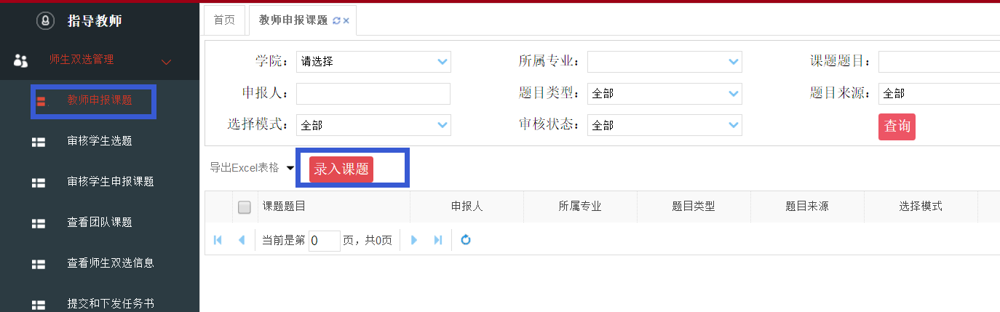 指导教师
师生双选管理
教师申报课题
审核学生选题
审核学生申报课题
查看团队课题
查看师生双选信息
提交和下发任务书
首页 教师申报课题
学院： 请选择 所属专业： 课题题目：
申报人： 题目类型： 全部 题目来源： 全部
选择模式： 全部 审核状态： 全部 查询
导出Excel表格 录入课题
课题题目 申报人 所属专业 题目类型 题目来源 选择模式
当前是第 0 页，共0页